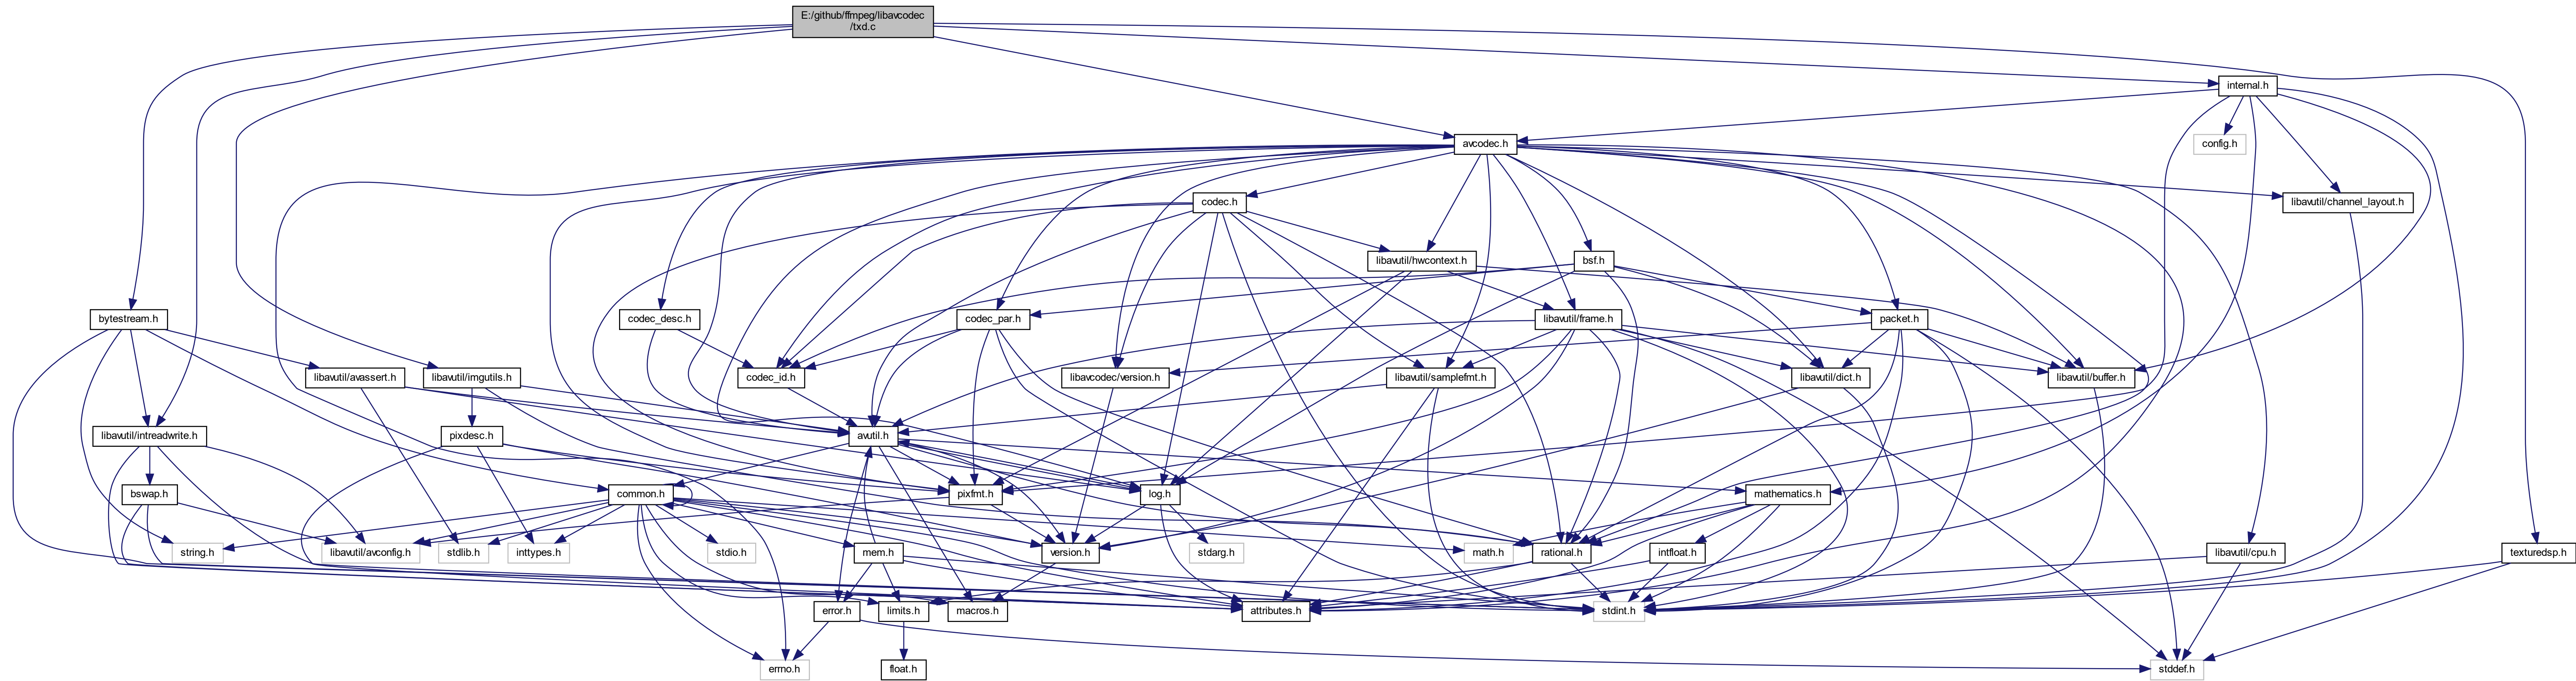 E:/github/ffmpeg/libavcodec
/txd.c
internal.h
avcodec.h
config.h
codec.h
libavutil/channel_layout.h
libavutil/hwcontext.h
bsf.h
bytestream.h
codec_desc.h
codec_par.h
libavutil/frame.h
packet.h
libavutil/avassert.h
libavutil/imgutils.h
codec_id.h
libavcodec/version.h
libavutil/samplefmt.h
libavutil/dict.h
libavutil/buffer.h
libavutil/intreadwrite.h
pixdesc.h
avutil.h
bswap.h
common.h
pixfmt.h
log.h
mathematics.h
string.h
libavutil/avconfig.h
stdlib.h
inttypes.h
stdio.h
mem.h
version.h
stdarg.h
math.h
rational.h
intfloat.h
libavutil/cpu.h
texturedsp.h
error.h
limits.h
macros.h
attributes.h
stdint.h
errno.h
float.h
stddef.h